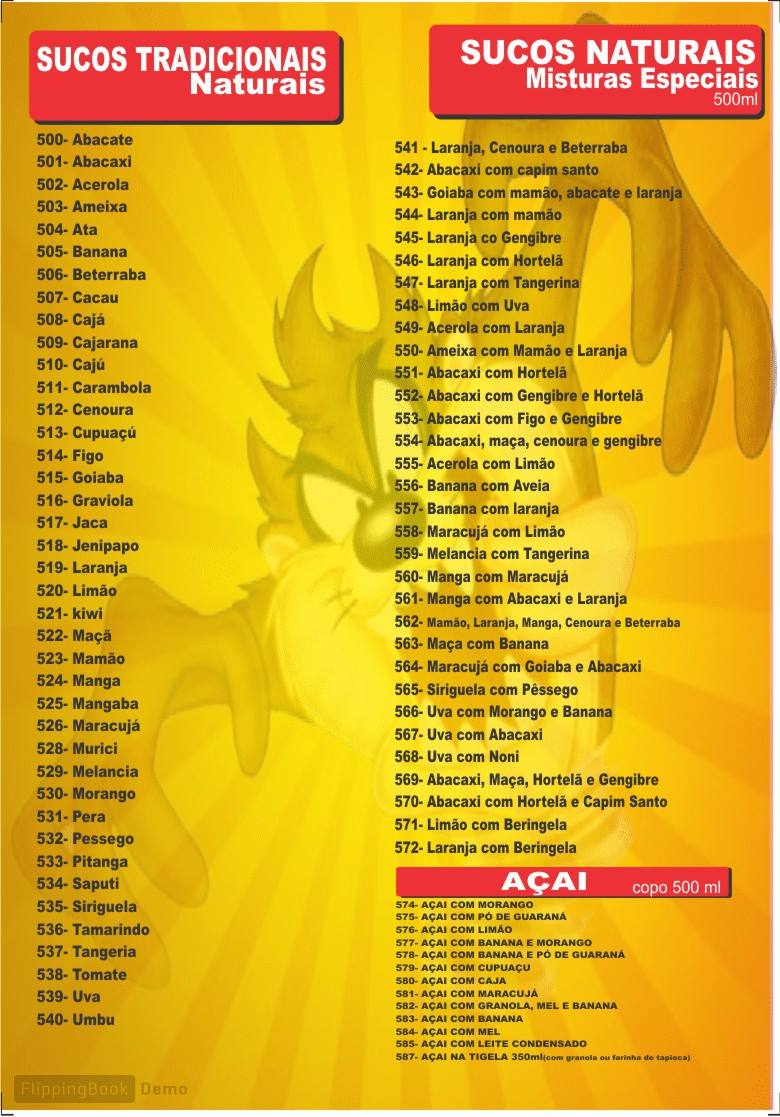 SUCOS TRADICIONAIS
Naturais
500- Abacate
501- Abacaxi
502- Acerola
503- Ameixa
504- Ata
505- Banana
506- Beterraba
507- Cacau
508- Cajá
509- Cajarana
510- Cajú
511- Carambola
512- Cenoura
513- Cupuaçú
514- Figo
515- Goiaba
516- Graviola
517- Jaca
518- Jenipapo
519- Laranja
520- Limão
521- kiwi
522- Maçã
523- Mamão
524- Manga
525- Mangaba
526- Maracujá
528- Murici
529- Melancia
530- Morango
531- Pera
532- Pessego
533- Pitanga
534- Saputi
535- Siriguela
536- Tamarindo
537- Tangeria
538- Tomate
539- Uva
540- Umbu
SUCOS NATURAIS
Misturas Especiais
500ml
541 - Laranja, Cenoura e Beterraba
542- Abacaxi com capim santo
543- Goiaba com mamão, abacate e laranja
544- Laranja com mamão
545- Laranja co Gengibre
546- Laranja com Hortelã
547- Laranja com Tangerina
548- Limão com Uva
549- Acerola com Laranja
550- Ameixa com Mamão e Laranja
551- Abacaxi com Hortelã
552- Abacaxi com Gengibre e Hortelã
553- Abacaxi com Figo e Gengibre
554- Abacaxi, maça, cenoura e gengibre
555- Acerola com Limão
556- Banana com Aveia
557- Banana com laranja
558- Maracujá com Limão
559- Melancia com Tangerina
560- Manga com Maracujá
561- Manga com Abacaxi e Laranja
562- Mamão, Laranja, Manga, Cenoura e Beterraba
563- Maça com Banana
564- Maracujá com Goiaba e Abacaxi
565- Siriguela com Pêssego
566- Uva com Morango e Banana
567- Uva com Abacaxi
568- Uva com Noni
569- Abacaxi, Maça, Hortelã e Gengibre
570- Abacaxi com Hortelã e Capim Santo
571- Limão com Beringela
572- Laranja com Beringela
AÇAI copo 500 ml
574- AÇAI COM MORANGO
575- AÇAI COM PÓ DE GUARANÁ
576- AÇAI COM LIMÃO
577- AÇAI COM BANANA E MORANGO
578- AÇAI COM BANANA E PÓ DE GUARANÁ
579- AÇAI COM CUPUAÇU
580- AÇAI COM CAJA
581- AÇAI COM MARACUJÁ
582- AÇAI COM GRANOLA, MEL E BANANA
583- AÇAI COM BANANA
584- AÇAI COM MEL
585- AÇAI COM LEITE CONDENSADO
587- AÇAI NA TIGELA 350ml(com granola ou farinha de tapioca)
FlippingBook Demo